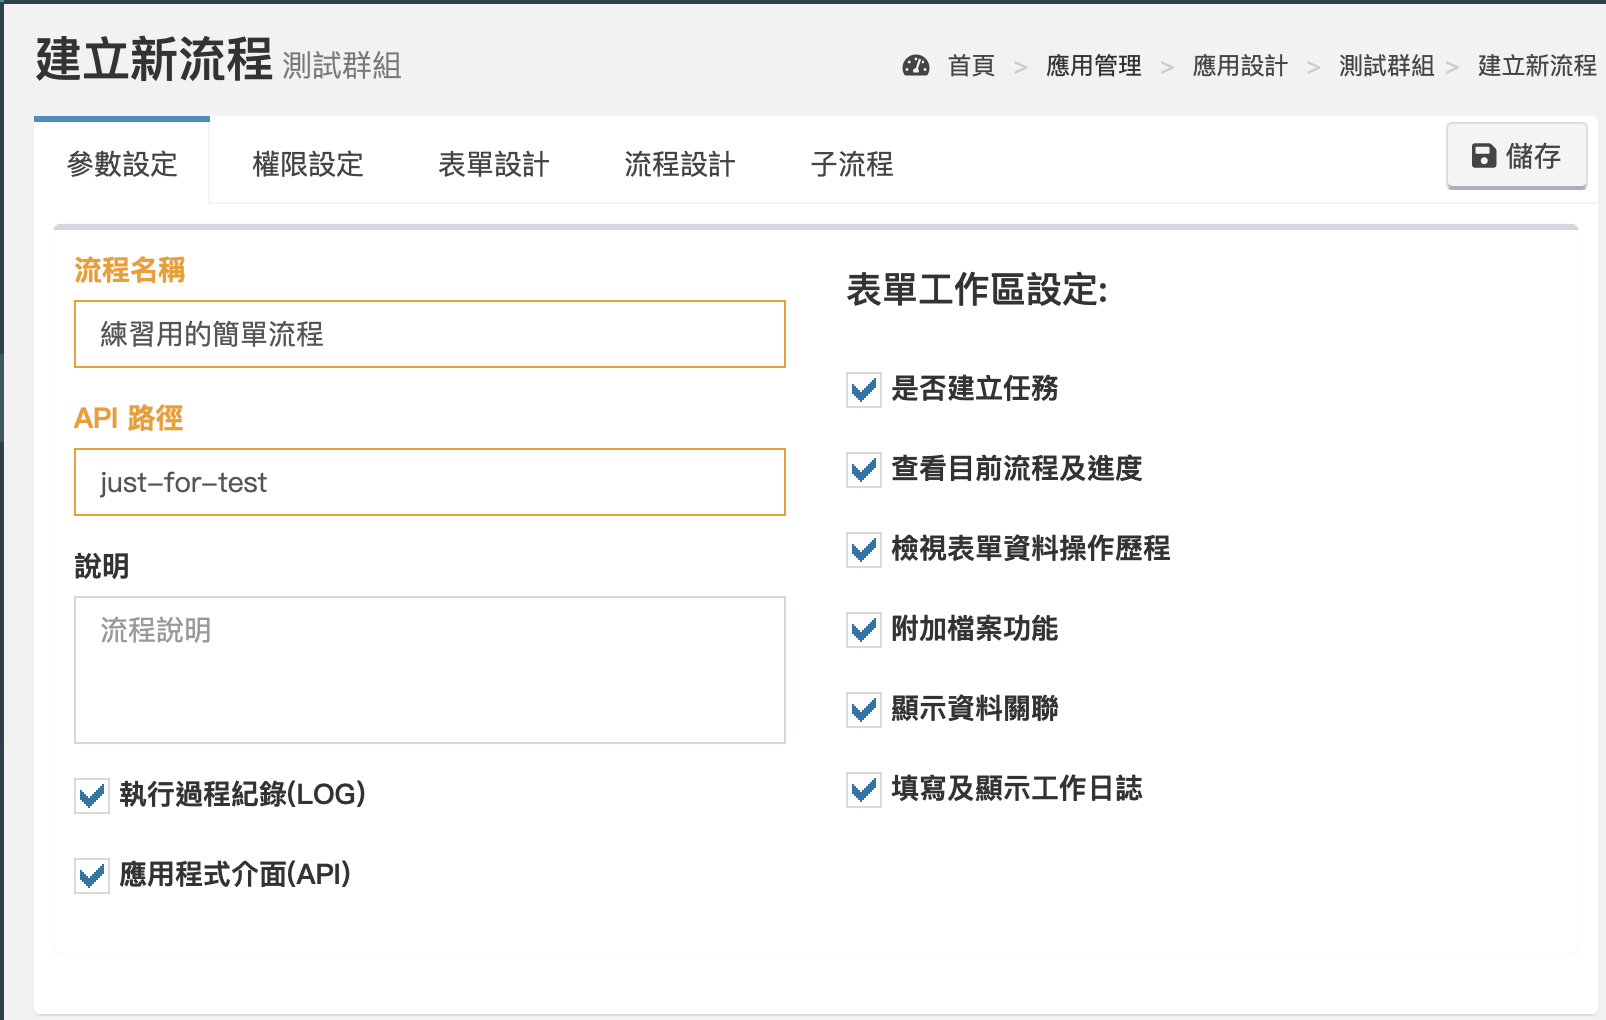 建立新流程 測試群組
首頁 > 應用管理 > 應用設計 > 測試群組 > 建立新流程
參數設定 權限設定 表單設計 流程設計 子流程 儲存
流程名稱
練習用的簡單流程
API 路徑
just-for-test
說明
流程說明
執行過程紀錄(LOG)
應用程式介面(API)
表單工作區設定:
是否建立任務
查看目前流程及進度
檢視表單資料操作歷程
附加檔案功能
顯示資料關聯
填寫及顯示工作日誌